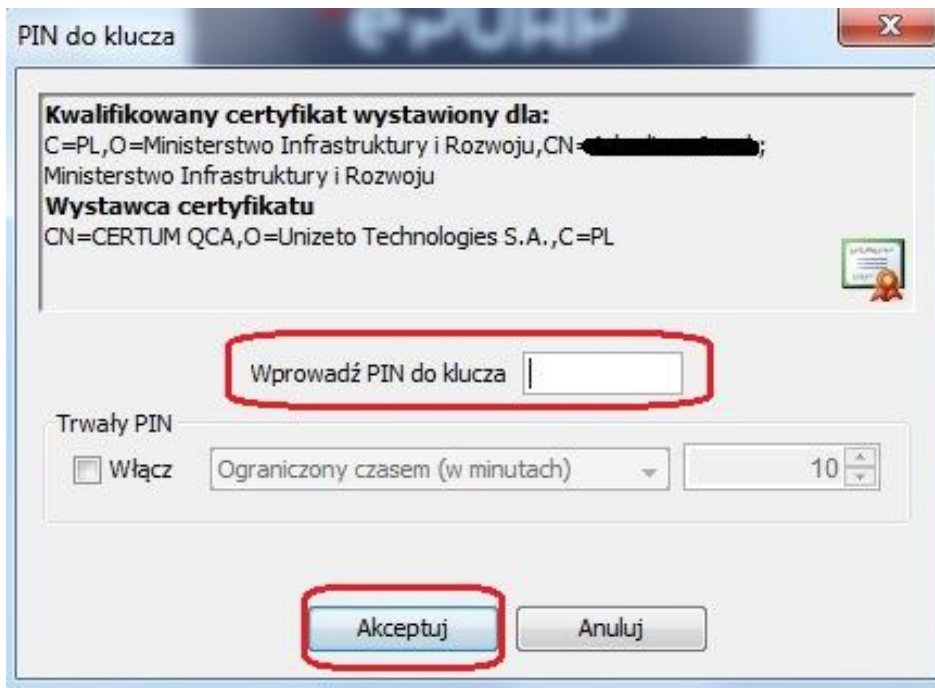 ePUAP
PIN do klucza
Kwalifikowany certyfikat wystawiony dla:
C=PL,O=Ministerstwo Infrastruktury i Rozwoju,CN=
;
Ministerstwo Infrastruktury i Rozwoju
Wystawca certyfikatu
CN=CERTUM QCA,O=Unizeto Technologies S.A.,C=PL
Wprowadź PIN do klucza
Trwały PIN
Włącz
Ograniczony czasem (w minutach)
10
Akceptuj
Anuluj